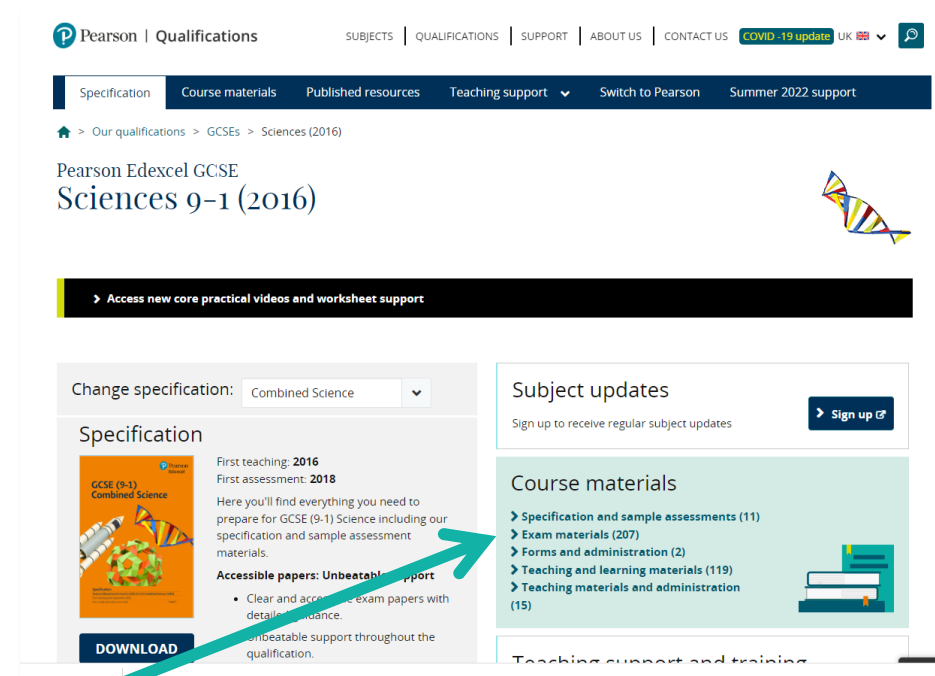 Pearson | Qualifications
SUBJECTS QUALIFICATIONS SUPPORT ABOUT US CONTACT US COVID -19 update UK
Specification Course materials Published resources Teaching support Switch to Pearson Summer 2022 support
> Our qualifications > GCSEs > Sciences (2016)
Pearson Edexcel GCSE
Sciences 9-1 (2016)
Access new core practical videos and worksheet support
Change specification: Combined Science
Specification
Pearson
Edexcel
GCSE (9-1)
Combined Science
Specification
First teaching: 2016
First assessment: 2018
Here you'll find everything you need to
prepare for GCSE (9-1) Science including our
specification and sample assessment
materials.
Accessible papers: Unbeatable support
• Clear and exam papers with
guidance.
Unbeatable support throughout the
qualification.
DOWNLOAD
Subject updates
Sign up to receive regular subject updates
Sign up
Course materials
Specification and sample assessments (11)
Exam materials (207)
Forms and administration (2)
Teaching and learning materials (119)
Teaching materials and administration
(15)
Teaching support and training